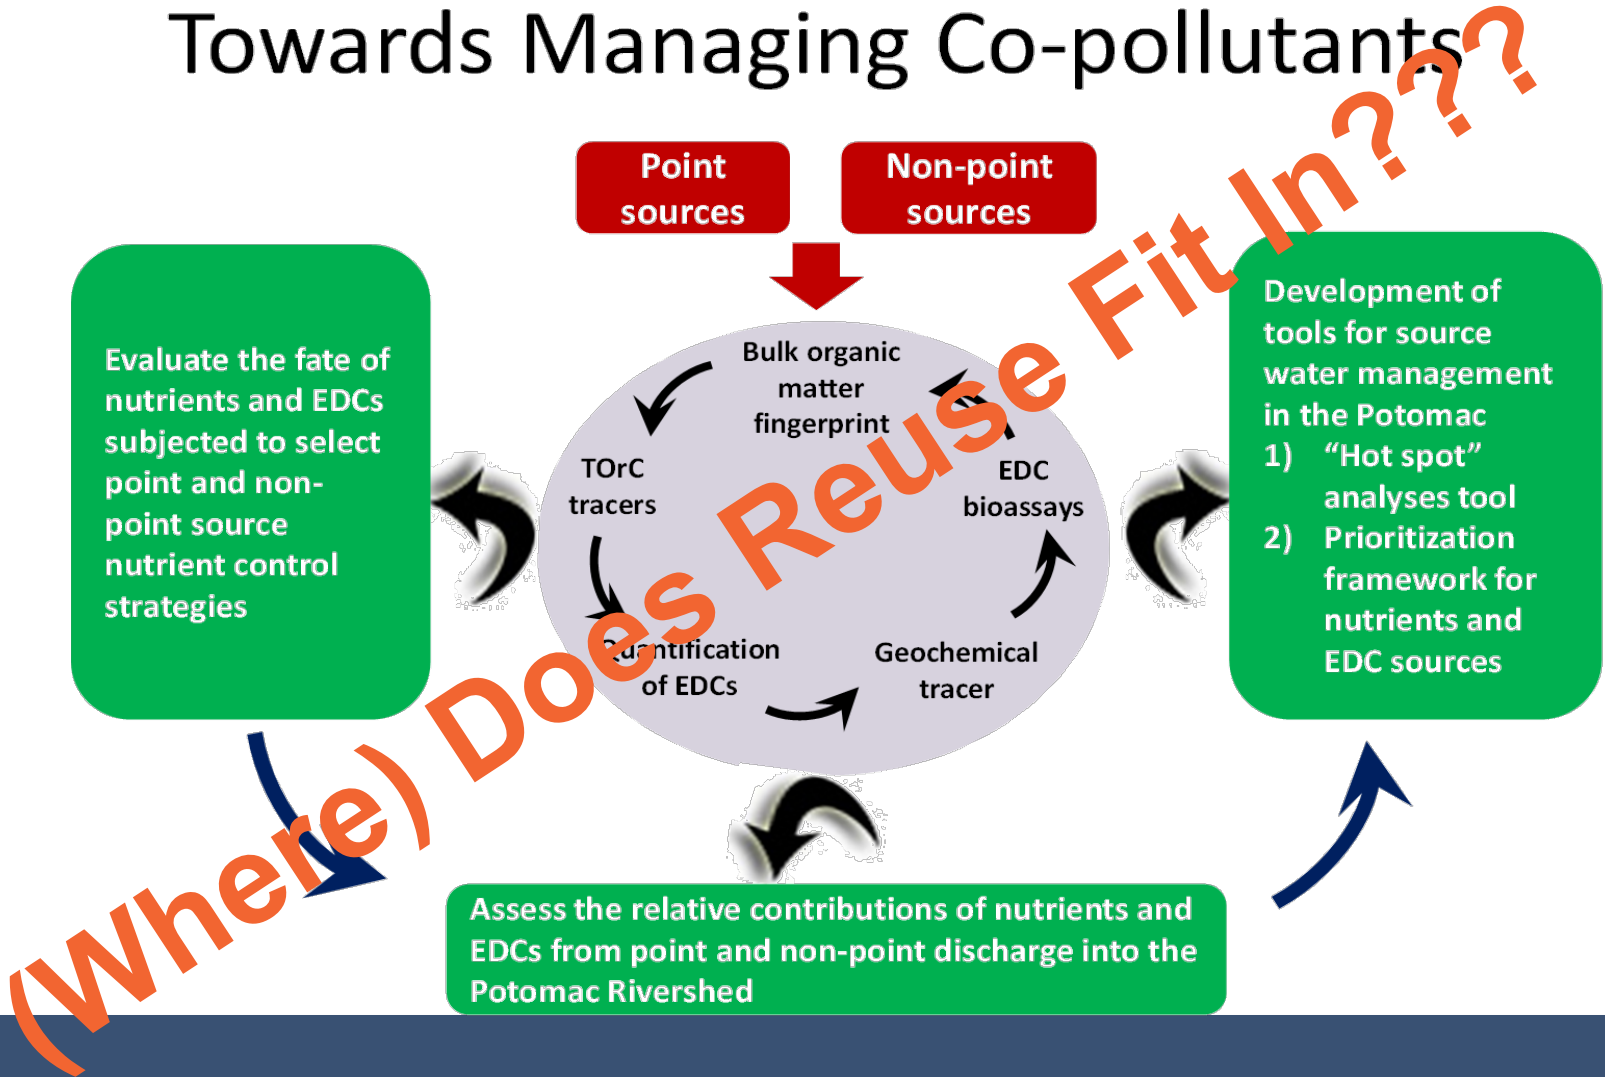 Towards Managing Co-pollutants
Point
sources
Non-point
sources
Evaluate the fate of
nutrients and EDCs
subjected to select
point and non-
point source
nutrient control
strategies
Bulk organic
matter
fingerprint
TOrC
tracers
Quantification
of EDCs
Geochemical
tracer
EDC
bioassays
Development of
tools for source
water management
in the Potomac
1) “Hot spot”
analyses tool
2) Prioritization
framework for
nutrients and
EDC sources
Assess the relative contributions of nutrients and
EDCs from point and non-point discharge into the
Potomac Rivershed
(Where) Does Reuse Fit In???